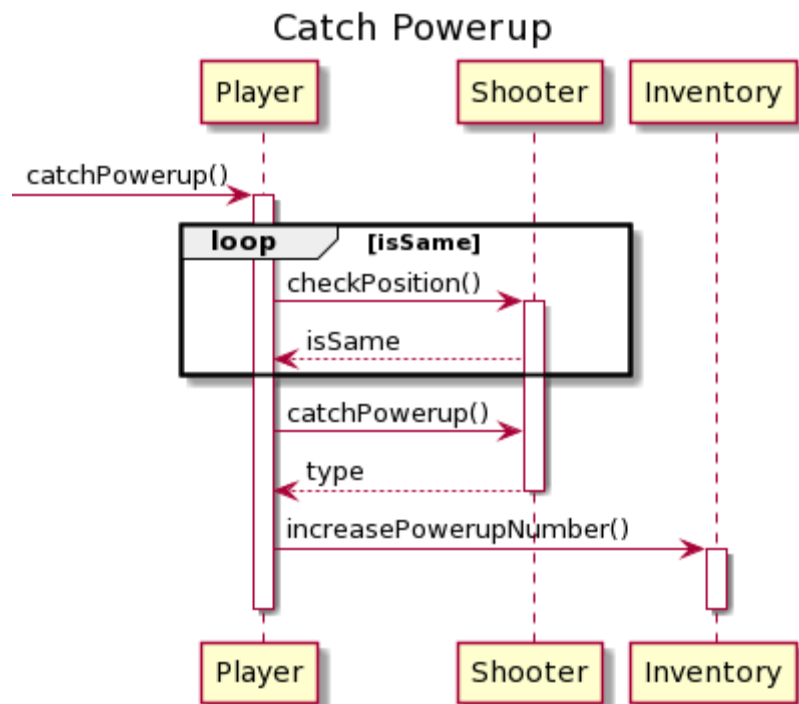 Catch Powerup
Player Shooter Inventory
catchPowerup()
loop [isSame]
checkPosition()
isSame
catchPowerup()
type
increasePowerupNumber()
Player Shooter Inventory